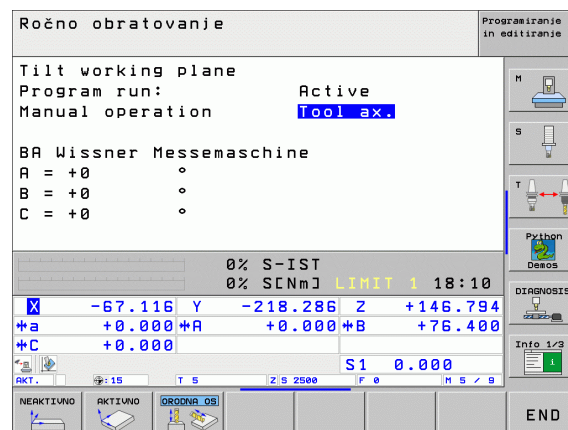 Ročno obratovanje
Programiranje
in editiranje
Tilt working plane
Program run: Active
Manual operation Tool ax.
BA Wissner Messemaschine
A = +0 °
B = +0 °
C = +0 °
0% S-IST
0% S[Nm] LIMIT 1 18:10
X -67.116 Y -218.286 Z +146.794
a +0.000 A +0.000 B +76.400
C +0.000
S1 0.000
AKT. : 15 T 5 Z S 2500 F 0 M 5 / 9
M
S
T
Python
Demos
DIAGNOSIS
Info 1/3
i
NEAKTIVNO AKTIVNO ORODNA OS END